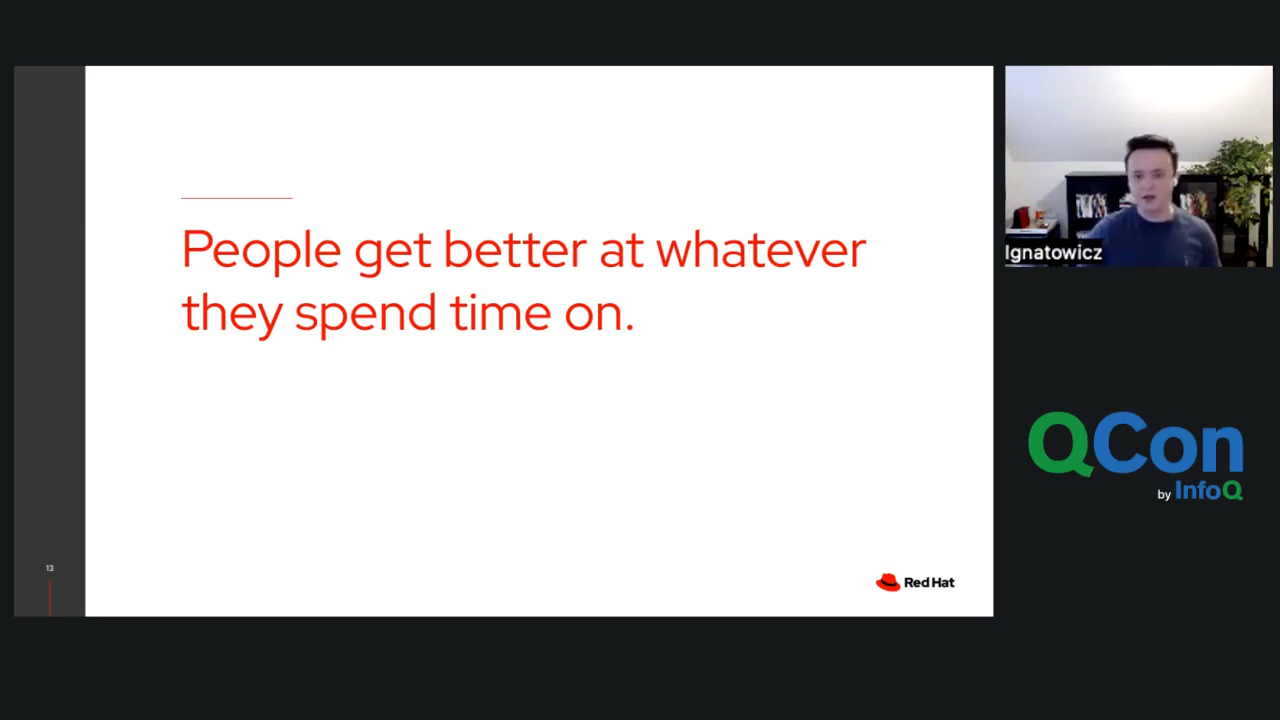 People get better at whatever
they spend time on.
13
Red Hat
Ignatowicz
QCon
by InfoQ